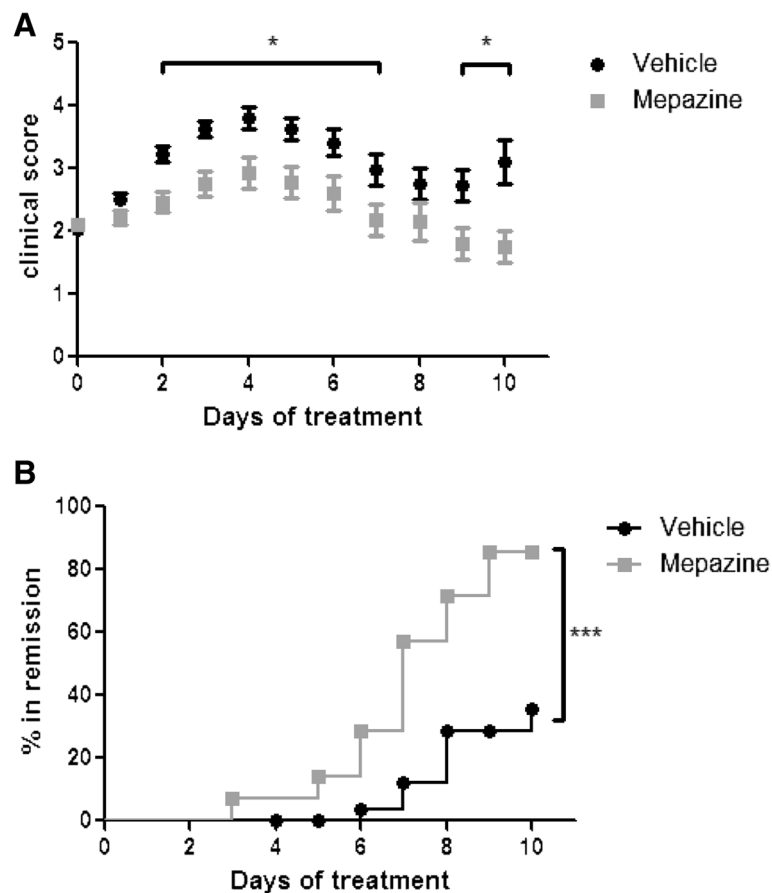 A
* *
Vehicle
Mepazine
clinical score
5
4
3
2
1
0
0 2 4 6 8 10
Days of treatment
B
Vehicle
Mepazine
***
% in remission
100
80
60
40
20
0
0 2 4 6 8 10
Days of treatment